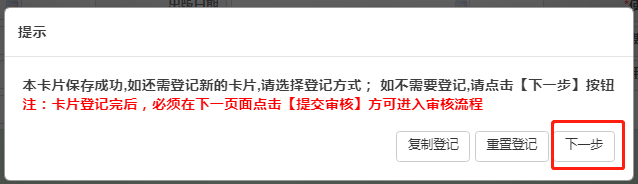 出版日期
提示
本卡片保存成功,如还需登记新的卡片,请选择登记方式； 如不需要登记,请点击【下一步】按钮
注：卡片登记完后，必须在下一页面点击【提交审核】方可进入审核流程
复制登记 重置登记 下一步